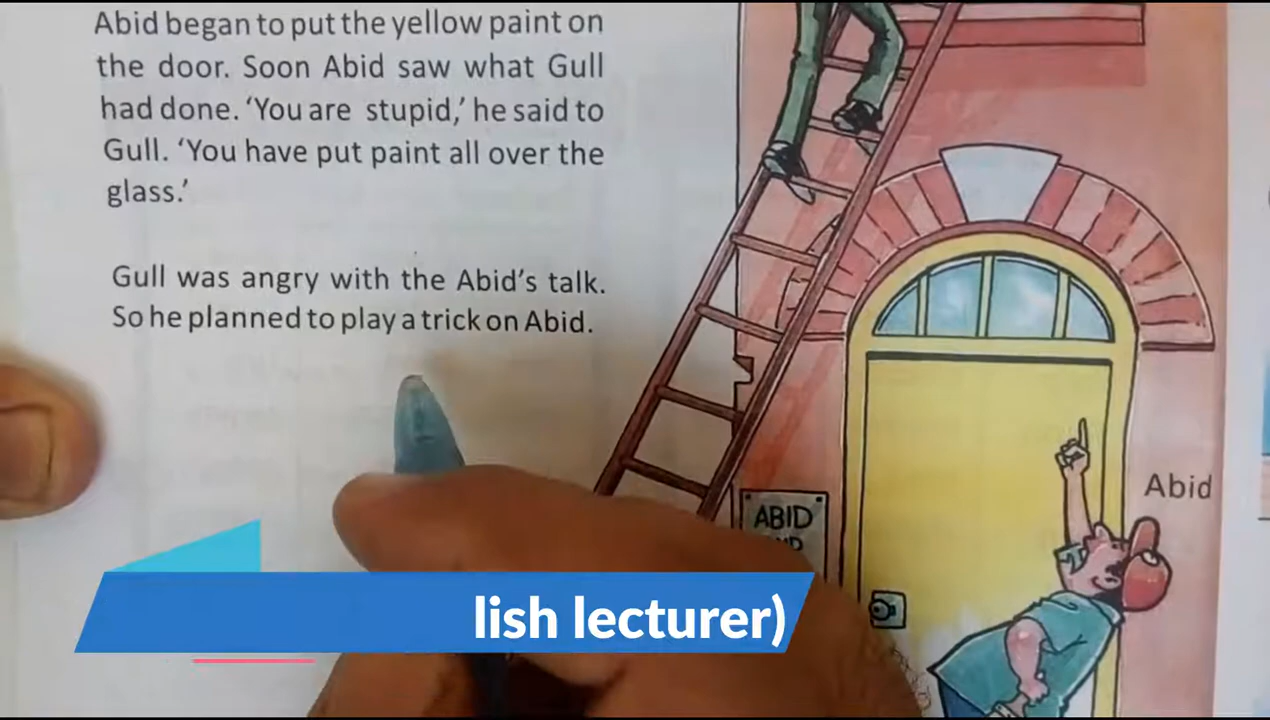 Abid began to put the yellow paint on
the door. Soon Abid saw what Gull
had done. ‘You are stupid,’ he said to
Gull. ‘You have put paint all over the
glass.’
Gull was angry with the Abid’s talk.
So he planned to play a trick on Abid.
Abid
ABID
lish lecturer)